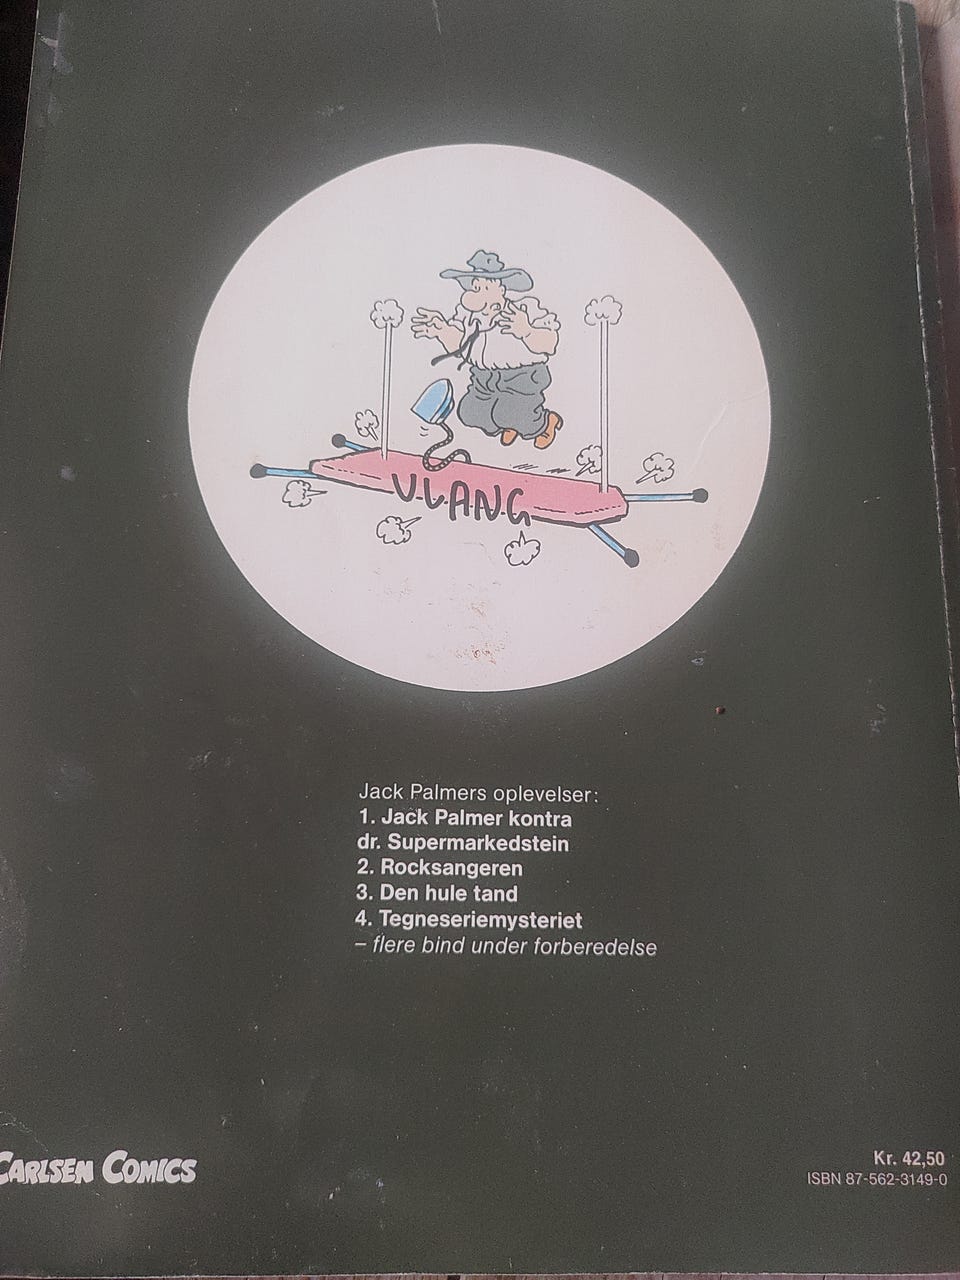 VLANG
Jack Palmers oplevelser:
1. Jack Palmer kontra
dr. Supermarkedstein
2. Rocksangeren
3. Den hule tand
4. Tegneseriemysteriet
– flere bind under forberedelse
CARLSEN COMICS
Kr. 42,50
ISBN 87-562-3149-0